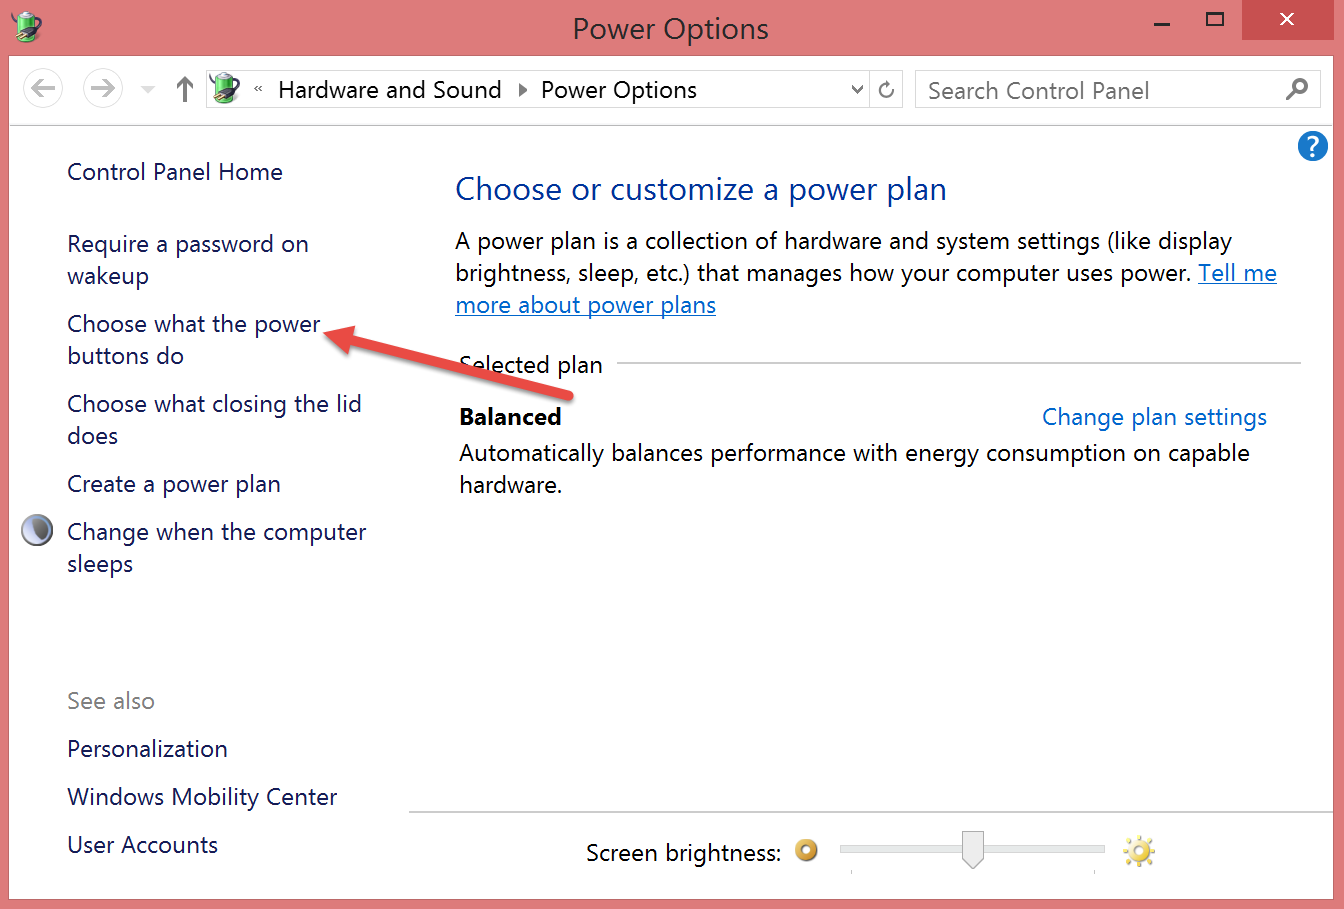 Power Options
« Hardware and Sound Power Options
Search Control Panel
?
Control Panel Home
Require a password on
wakeup
Choose what the power
buttons do
Choose what closing the lid
does
Create a power plan
Change when the computer
sleeps
See also
Personalization
Windows Mobility Center
User Accounts
Choose or customize a power plan
A power plan is a collection of hardware and system settings (like display
brightness, sleep, etc.) that manages how your computer uses power. Tell me
more about power plans
Selected plan
Balanced Change plan settings
Automatically balances performance with energy consumption on capable
hardware.
Screen brightness: